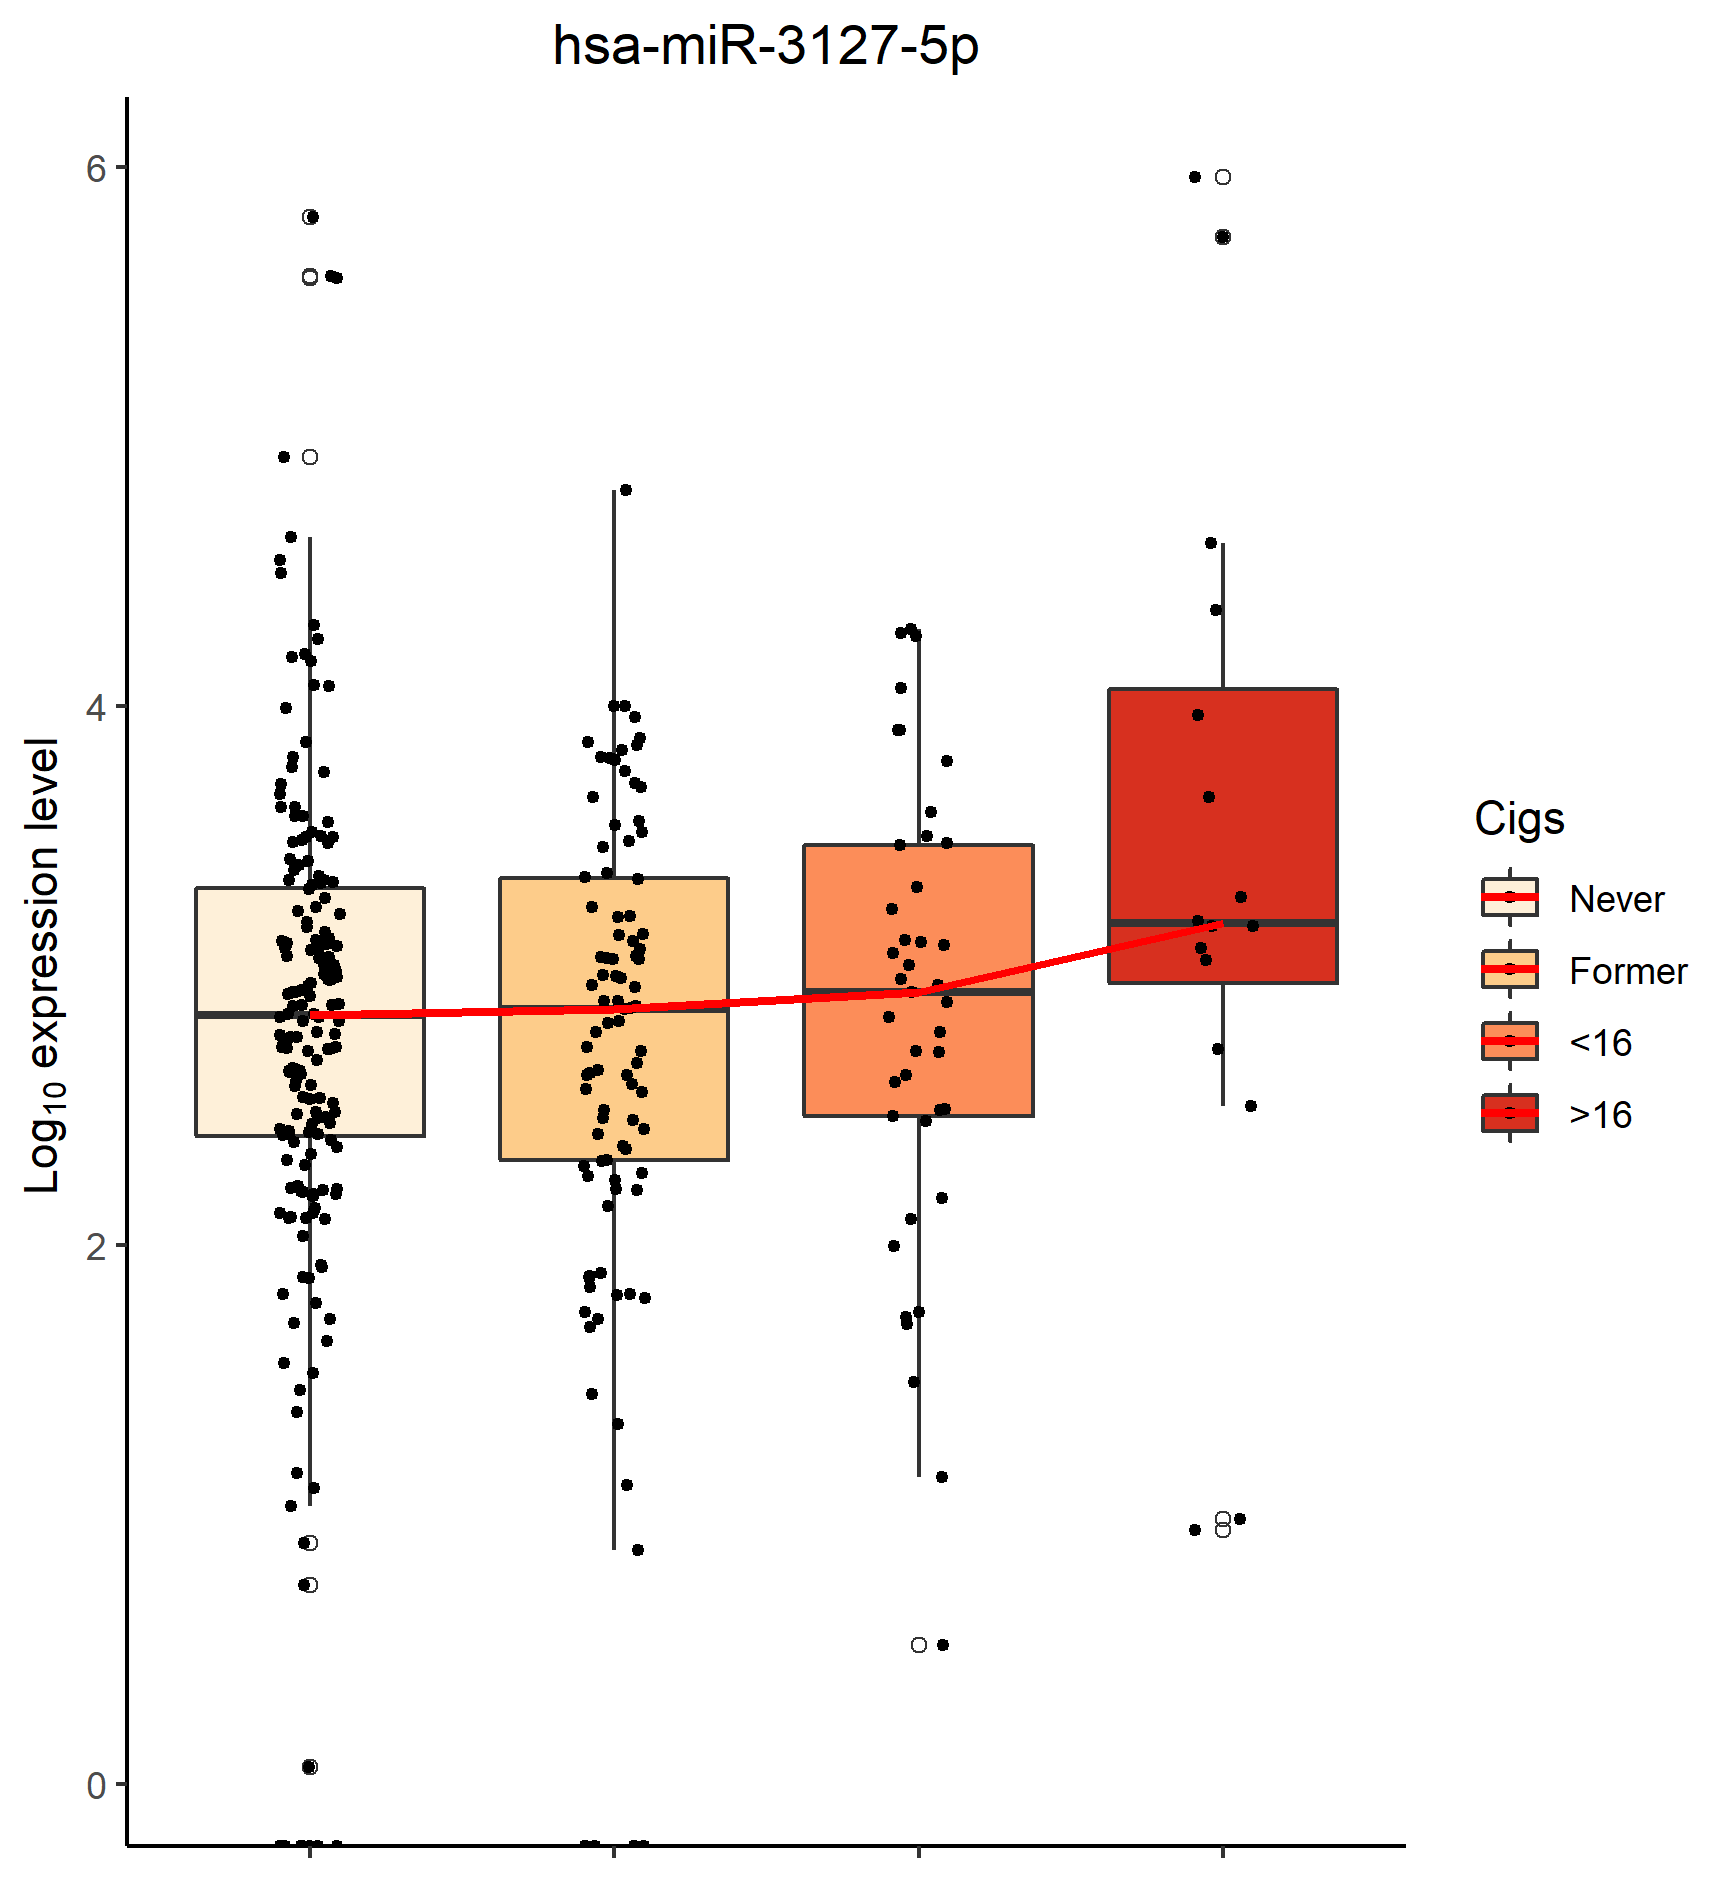 hsa-miR-3127-5p
6
4
2
0
Log10 expression level
Cigs
Never
Former
<16
>16